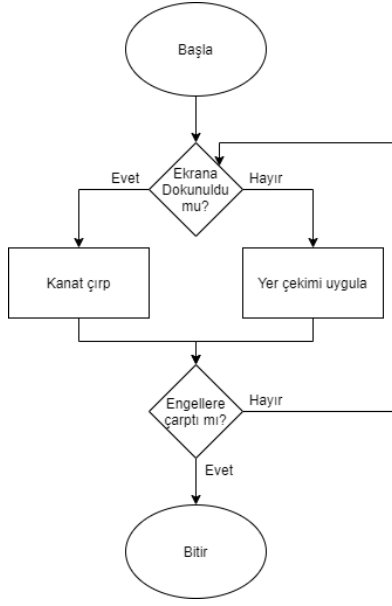 Başla
Ekrana
Dokunuldu
mu?
Evet
Hayır
Kanat çırp
Yer çekimi uygula
Engellere
çarptı mı?
Hayır
Evet
Bitir